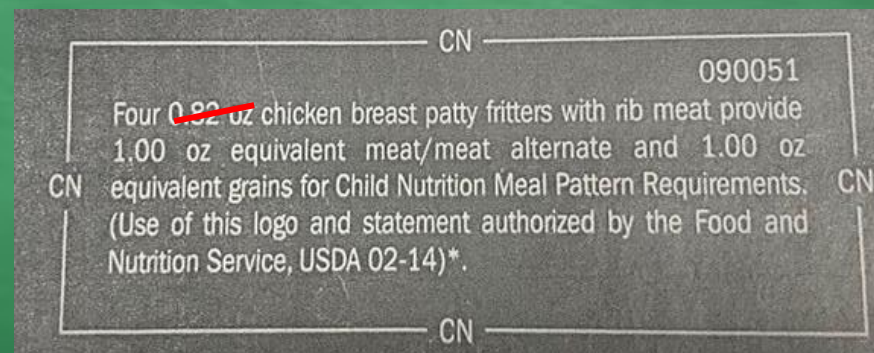 CN
090051
Four 0.82 oz chicken breast patty fritters with rib meat provide
1.00 oz equivalent meat/meat alternate and 1.00 oz
CN equivalent grains for Child Nutrition Meal Pattern Requirements. CN
(Use of this logo and statement authorized by the Food and
Nutrition Service, USDA 02-14)*.
CN